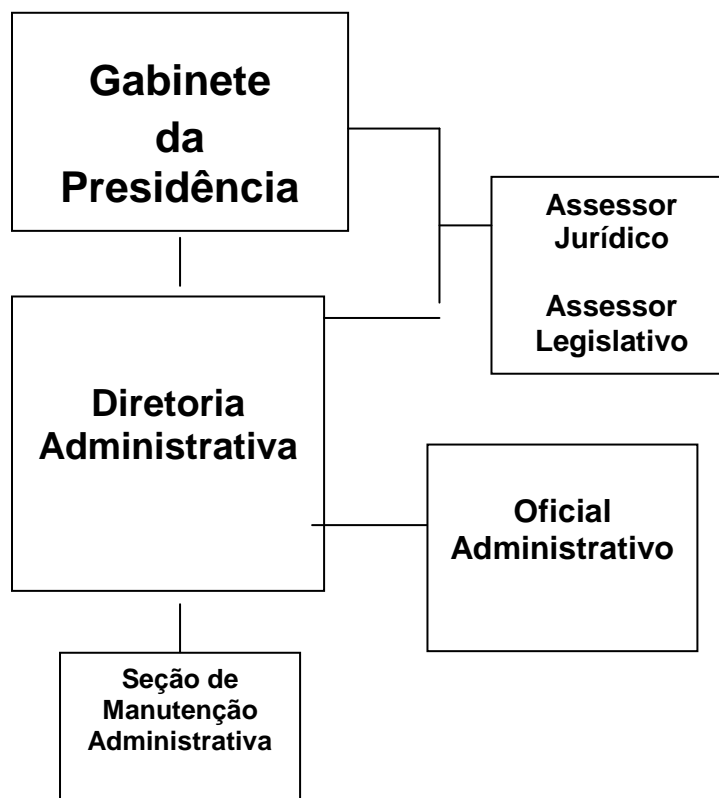 Gabinete
da
Presidência
Assessor
Jurídico
Assessor
Legislativo
Diretoria
Administrativa
Oficial
Administrativo
Seção de
Manutenção
Administrativa